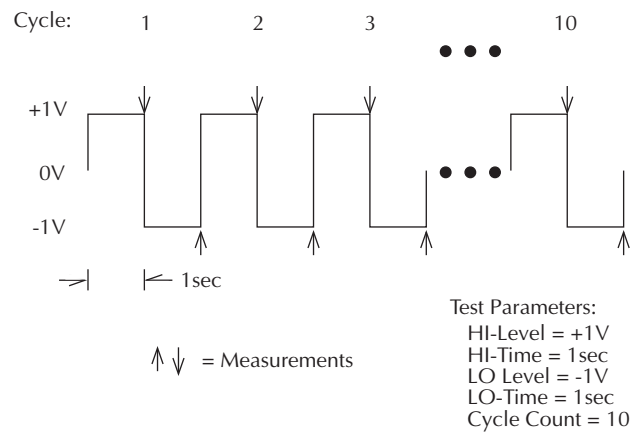 Cycle: 1 2 3 10
+1V
0V
-1V
1sec
= Measurements
Test Parameters:
HI-Level = +1V
HI-Time = 1sec
LO Level = -1V
LO-Time = 1sec
Cycle Count = 10